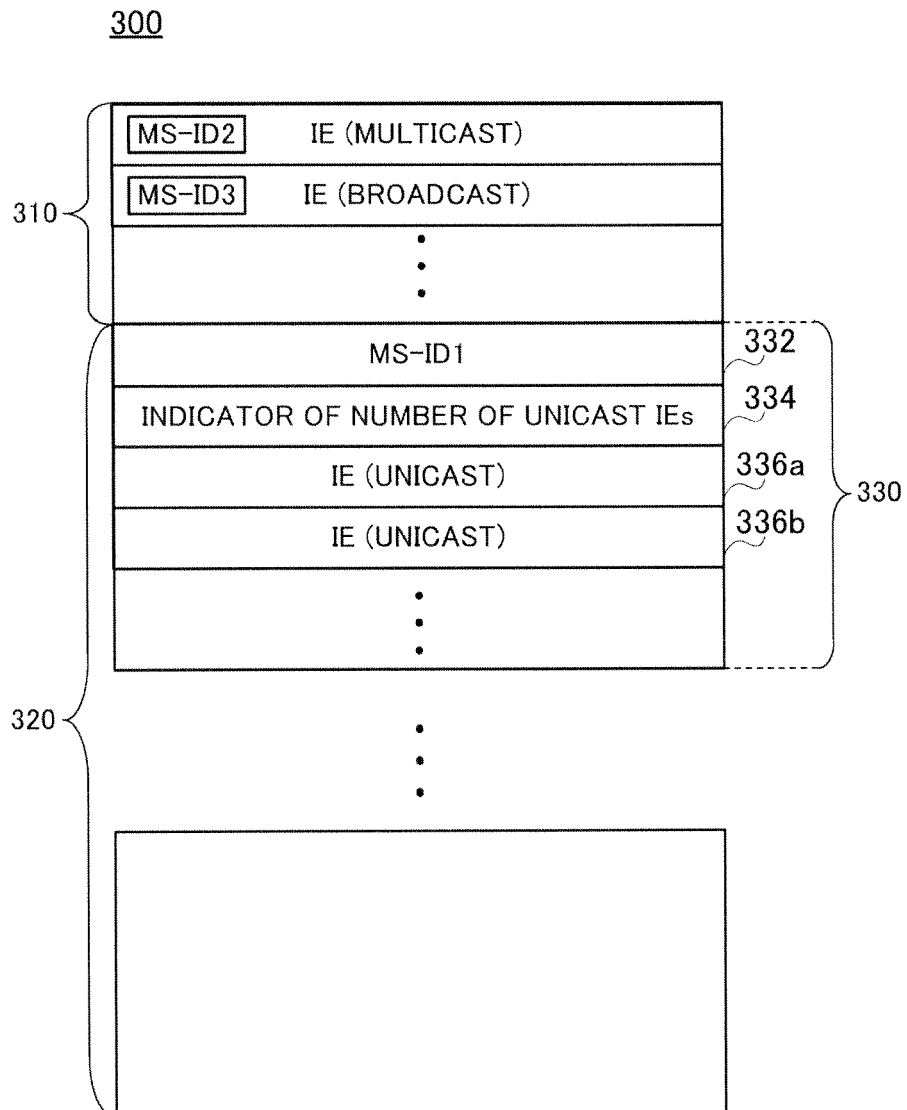 300
MS-ID2 IE (MULTICAST)
MS-ID3 IE (BROADCAST)
310
MS-ID1 332
INDICATOR OF NUMBER OF UNICAST IEs 334
IE (UNICAST) 336a
330
IE (UNICAST) 336b
320